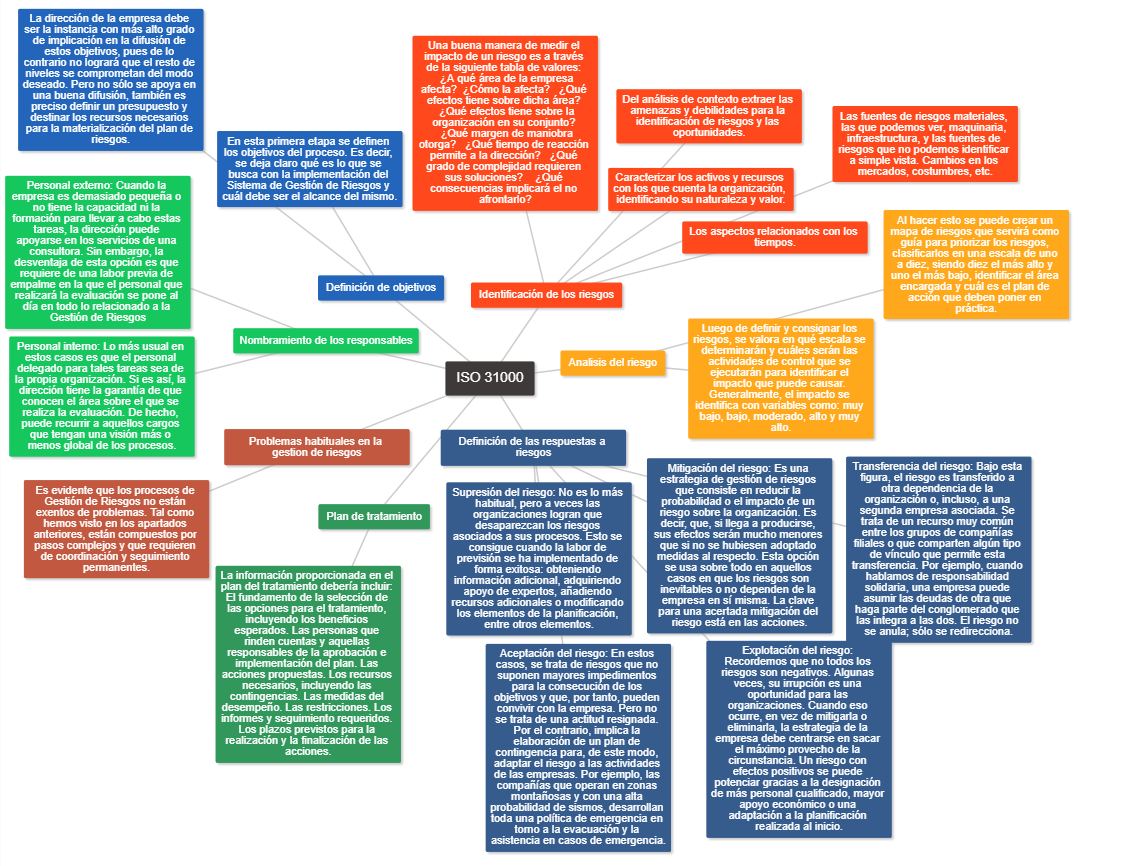 La dirección de la empresa debe
ser la instancia con más alto grado
de implicación en la difusión de
estos objetivos, pues de lo
contrario no logrará que el resto de
niveles se comprometan del modo
deseado. Pero no sólo se apoya en
una buena difusión, también es
preciso definir un presupuesto y
destinar los recursos necesarios
para la materialización del plan de
riesgos.
En esta primera etapa se definen
los objetivos del proceso. Es decir,
se deja claro qué es lo que se
busca con la implementación del
Sistema de Gestión de Riesgos y
cuál debe ser el alcance del mismo.
Una buena manera de medir el
impacto de un riesgo es a través
de la siguiente tabla de valores:
¿A qué área de la empresa
afecta? ¿Cómo la afecta? ¿Qué
efectos tiene sobre dicha área?
¿Qué efectos tiene sobre la
organización en su conjunto?
¿Qué margen de maniobra
otorga? ¿Qué tiempo de reacción
permite a la dirección? ¿Qué
grado de complejidad requieren
sus soluciones? ¿Qué
consecuencias implicará el no
afrontarlo?
Del análisis de contexto extraer las
amenazas y debilidades para la
identificación de riesgos y las
oportunidades.
Las fuentes de riesgos materiales,
las que podemos ver, maquinaria,
infraestructura, y las fuentes de
riesgos que no podemos identificar
a simple vista. Cambios en los
mercados, costumbres, etc.
Caracterizar los activos y recursos
con los que cuenta la organización,
identificando su naturaleza y valor.
Los aspectos relacionados con los
tiempos.
Personal externo: Cuando la
empresa es demasiado pequeña o
no tiene la capacidad ni la
formación para llevar a cabo estas
tareas, la dirección puede
apoyarse en los servicios de una
consultora. Sin embargo, la
desventaja de esta opción es que
requiere de una labor previa de
empalme en la que el personal que
realizará la evaluación se pone al
día en todo lo relacionado a la
Gestión de Riesgos
Al hacer esto se puede crear un
mapa de riesgos que servirá como
guía para priorizar los riesgos,
clasificarlos en una escala de uno
a diez, siendo diez el más alto y
uno el más bajo, identificar el área
encargada y cuál es el plan de
acción que deben poner en
práctica.
Definición de objetivos
Identificación de los riesgos
Nombramiento de los responsables
Personal interno: Lo más usual en
estos casos es que el personal
delegado para tales tareas sea de
la propia organización. Si es así, la
dirección tiene la garantía de que
conocen el área sobre el que se
realiza la evaluación. De hecho,
puede recurrir a aquellos cargos
que tengan una visión más o
menos global de los procesos.
ISO 31000
Analisis del riesgo
Luego de definir y consignar los
riesgos, se valora en qué escala se
determinarán y cuáles serán las
actividades de control que se
ejecutarán para identificar el
impacto que puede causar.
Generalmente, el impacto se
identifica con variables como: muy
bajo, bajo, moderado, alto y muy
alto.
Problemas habituales en la
gestion de riesgos
Definición de las respuestas a
riesgos
Es evidente que los procesos de
Gestión de Riesgos no están
exentos de problemas. Tal como
hemos visto en los apartados
anteriores, están compuestos por
pasos complejos y que requieren
de coordinación y seguimiento
permanentes.
Plan de tratamiento
La información proporcionada en el
plan del tratamiento debería incluir:
El fundamento de la selección de
las opciones para el tratamiento,
incluyendo los beneficios
esperados. Las personas que
rinden cuentas y aquellas
responsables de la aprobación e
implementación del plan. Las
acciones propuestas. Los recursos
necesarios, incluyendo las
contingencias. Las medidas del
desempeño. Las restricciones. Los
informes y seguimiento requeridos.
Los plazos previstos para la
realización y la finalización de las
acciones.
Supresión del riesgo: No es lo más
habitual, pero a veces las
organizaciones logran que
desaparezcan los riesgos
asociados a sus procesos. Esto se
consigue cuando la labor de
previsión se ha implementado de
forma exitosa: obteniendo
información adicional, adquiriendo
apoyo de expertos, añadiendo
recursos adicionales o modificando
los elementos de la planificación,
entre otros elementos.
Mitigación del riesgo: Es una
estrategia de gestión de riesgos
que consiste en reducir la
probabilidad o el impacto de un
riesgo sobre la organización. Es
decir, que, si llega a producirse,
sus efectos serán mucho menores
que si no se hubiesen adoptado
medidas al respecto. Esta opción
se usa sobre todo en aquellos
casos en que los riesgos son
inevitables o no dependen de la
empresa en sí misma. La clave
para una acertada mitigación del
riesgo está en las acciones.
Transferencia del riesgo: Bajo esta
figura, el riesgo es transferido a
otra dependencia de la
organización o, incluso, a una
segunda empresa asociada. Se
trata de un recurso muy común
entre los grupos de compañías
filiales o que comparten algún tipo
de vínculo que permite esta
transferencia. Por ejemplo, cuando
hablamos de responsabilidad
solidaria, una empresa puede
asumir las deudas de otra que
haga parte del conglomerado que
las integra a las dos. El riesgo no
se anula; sólo se redirecciona.
Aceptación del riesgo: En estos
casos, se trata de riesgos que no
suponen mayores impedimentos
para la consecución de los
objetivos y que, por tanto, pueden
convivir con la empresa. Pero no
se trata de una actitud resignada.
Por el contrario, implica la
elaboración de un plan de
contingencia para, de este modo,
adaptar el riesgo a las actividades
de las empresas. Por ejemplo, las
compañías que operan en zonas
montañosas y con una alta
probabilidad de sismos, desarrollan
toda una política de emergencia en
torno a la evacuación y la
asistencia en casos de emergencia.
Explotación del riesgo:
Recordemos que no todos los
riesgos son negativos. Algunas
veces, su irrupción es una
oportunidad para las
organizaciones. Cuando eso
ocurre, en vez de mitigarla o
eliminarla, la estrategia de la
empresa debe centrarse en sacar
el máximo provecho de la
circunstancia. Un riesgo con
efectos positivos se puede
potenciar gracias a la designación
de más personal cualificado, mayor
apoyo económico o una
adaptación a la planificación
realizada al inicio.